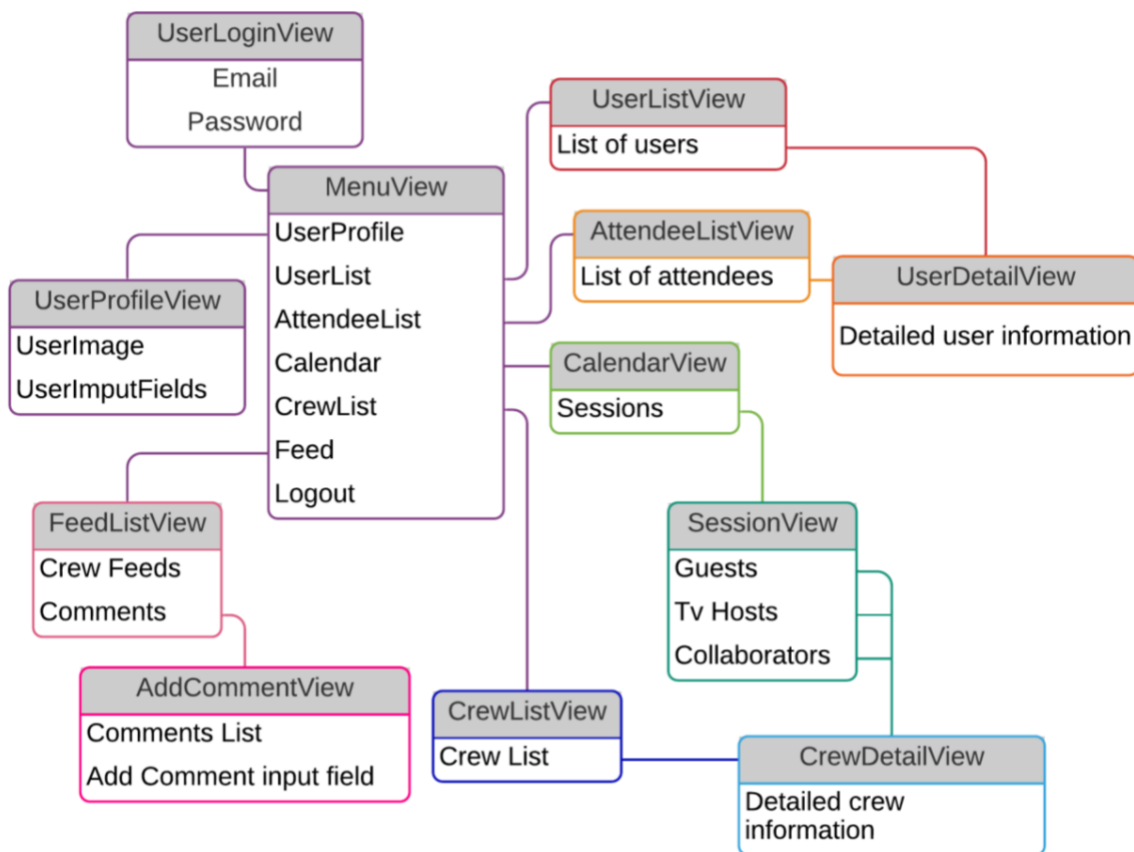 UserLoginView
Email
Password
MenuView
UserProfile
UserList
AttendeeList
Calendar
CrewList
Feed
Logout
UserProfileView
UserImage
UserImputFields
UserListView
List of users
AttendeeListView
List of attendees
UserDetailView
Detailed user information
CalendarView
Sessions
FeedListView
Crew Feeds
Comments
SessionView
Guests
Tv Hosts
Collaborators
AddCommentView
Comments List
Add Comment input field
CrewListView
Crew List
CrewDetailView
Detailed crew
information